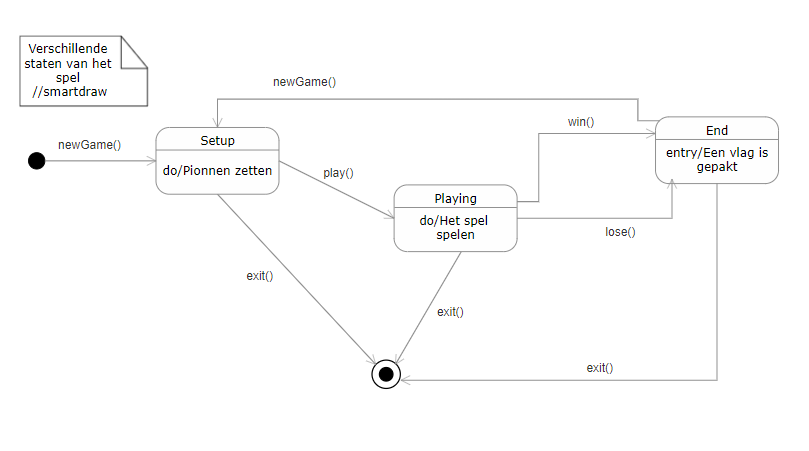 Verschillende
staten van het
spel
//smartdraw
newGame()
newGame()
Setup
do/Pionnen zetten
play()
Playing
do/Het spel
spelen
win()
lose()
End
entry/Een vlag is
gepakt
exit()
exit()
exit()